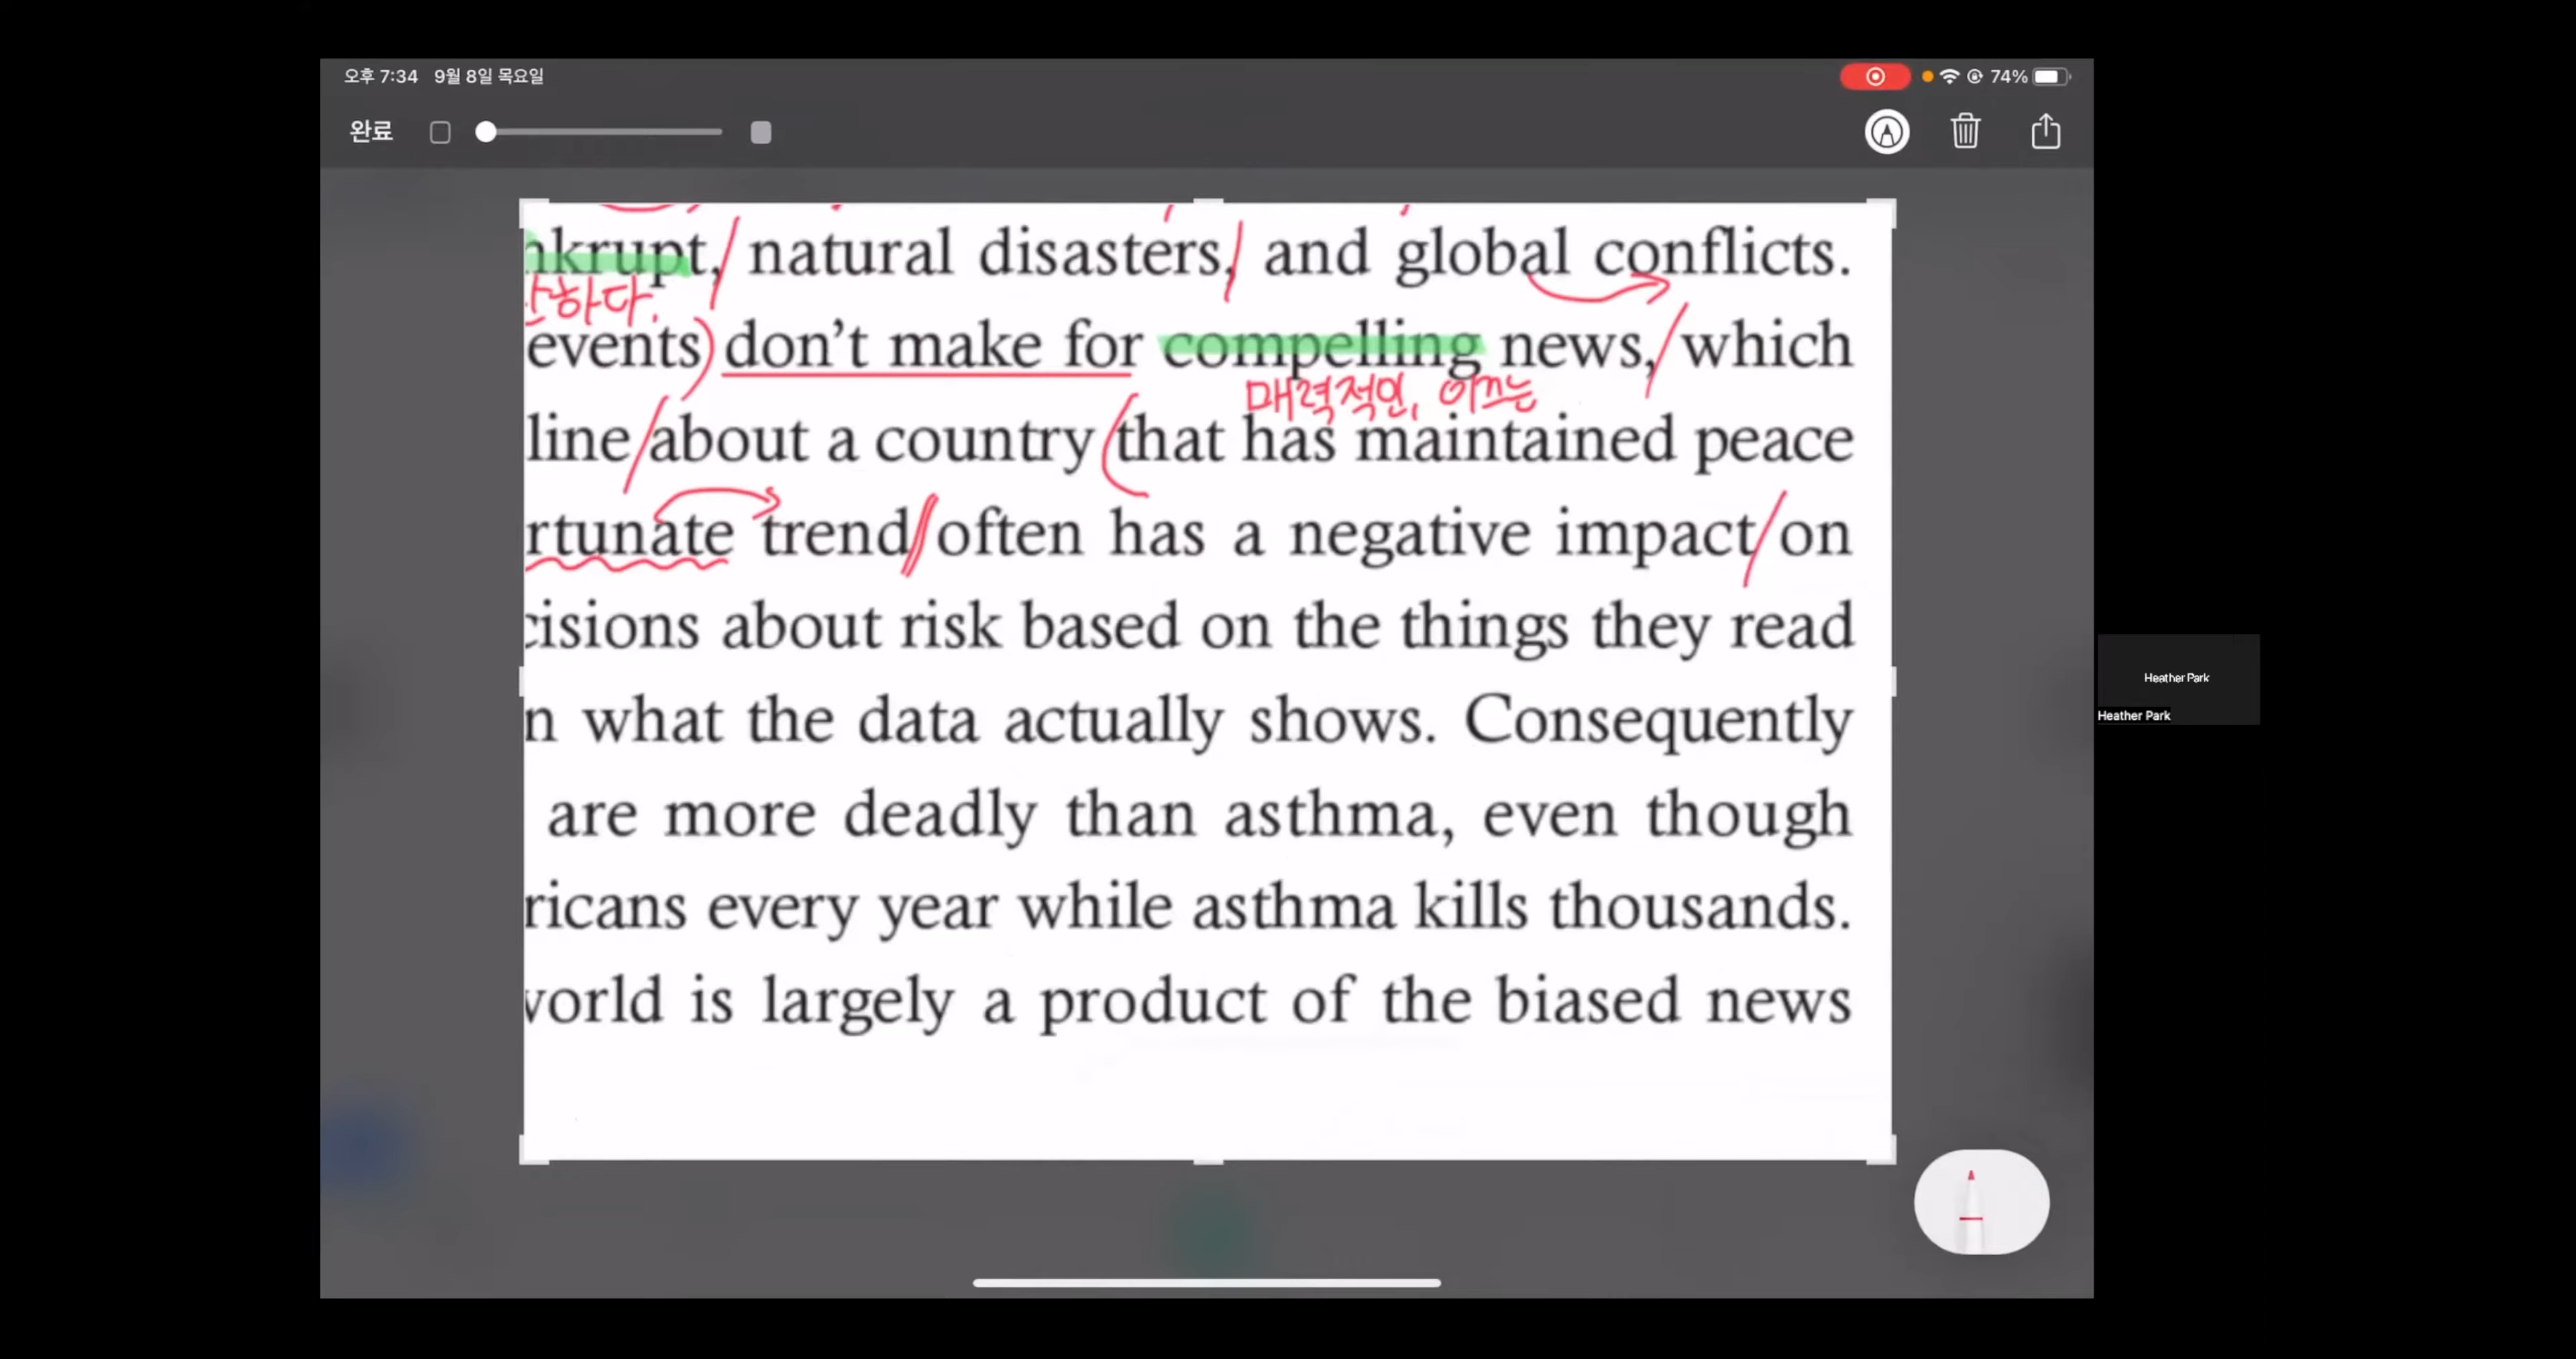 오후 7:34 9월 8일 목요일
74%
완료
nkrupt, natural disasters, and global conflicts.
하다.
events don't make for compelling news, which
매력적인, 이끄는
line about a country that has maintained peace
rtunate trend often has a negative impact on
cisions about risk based on the things they read
n what the data actually shows. Consequently
are more deadly than asthma, even though
ricans every year while asthma kills thousands.
world is largely a product of the biased news
Heather Park
Heather Park